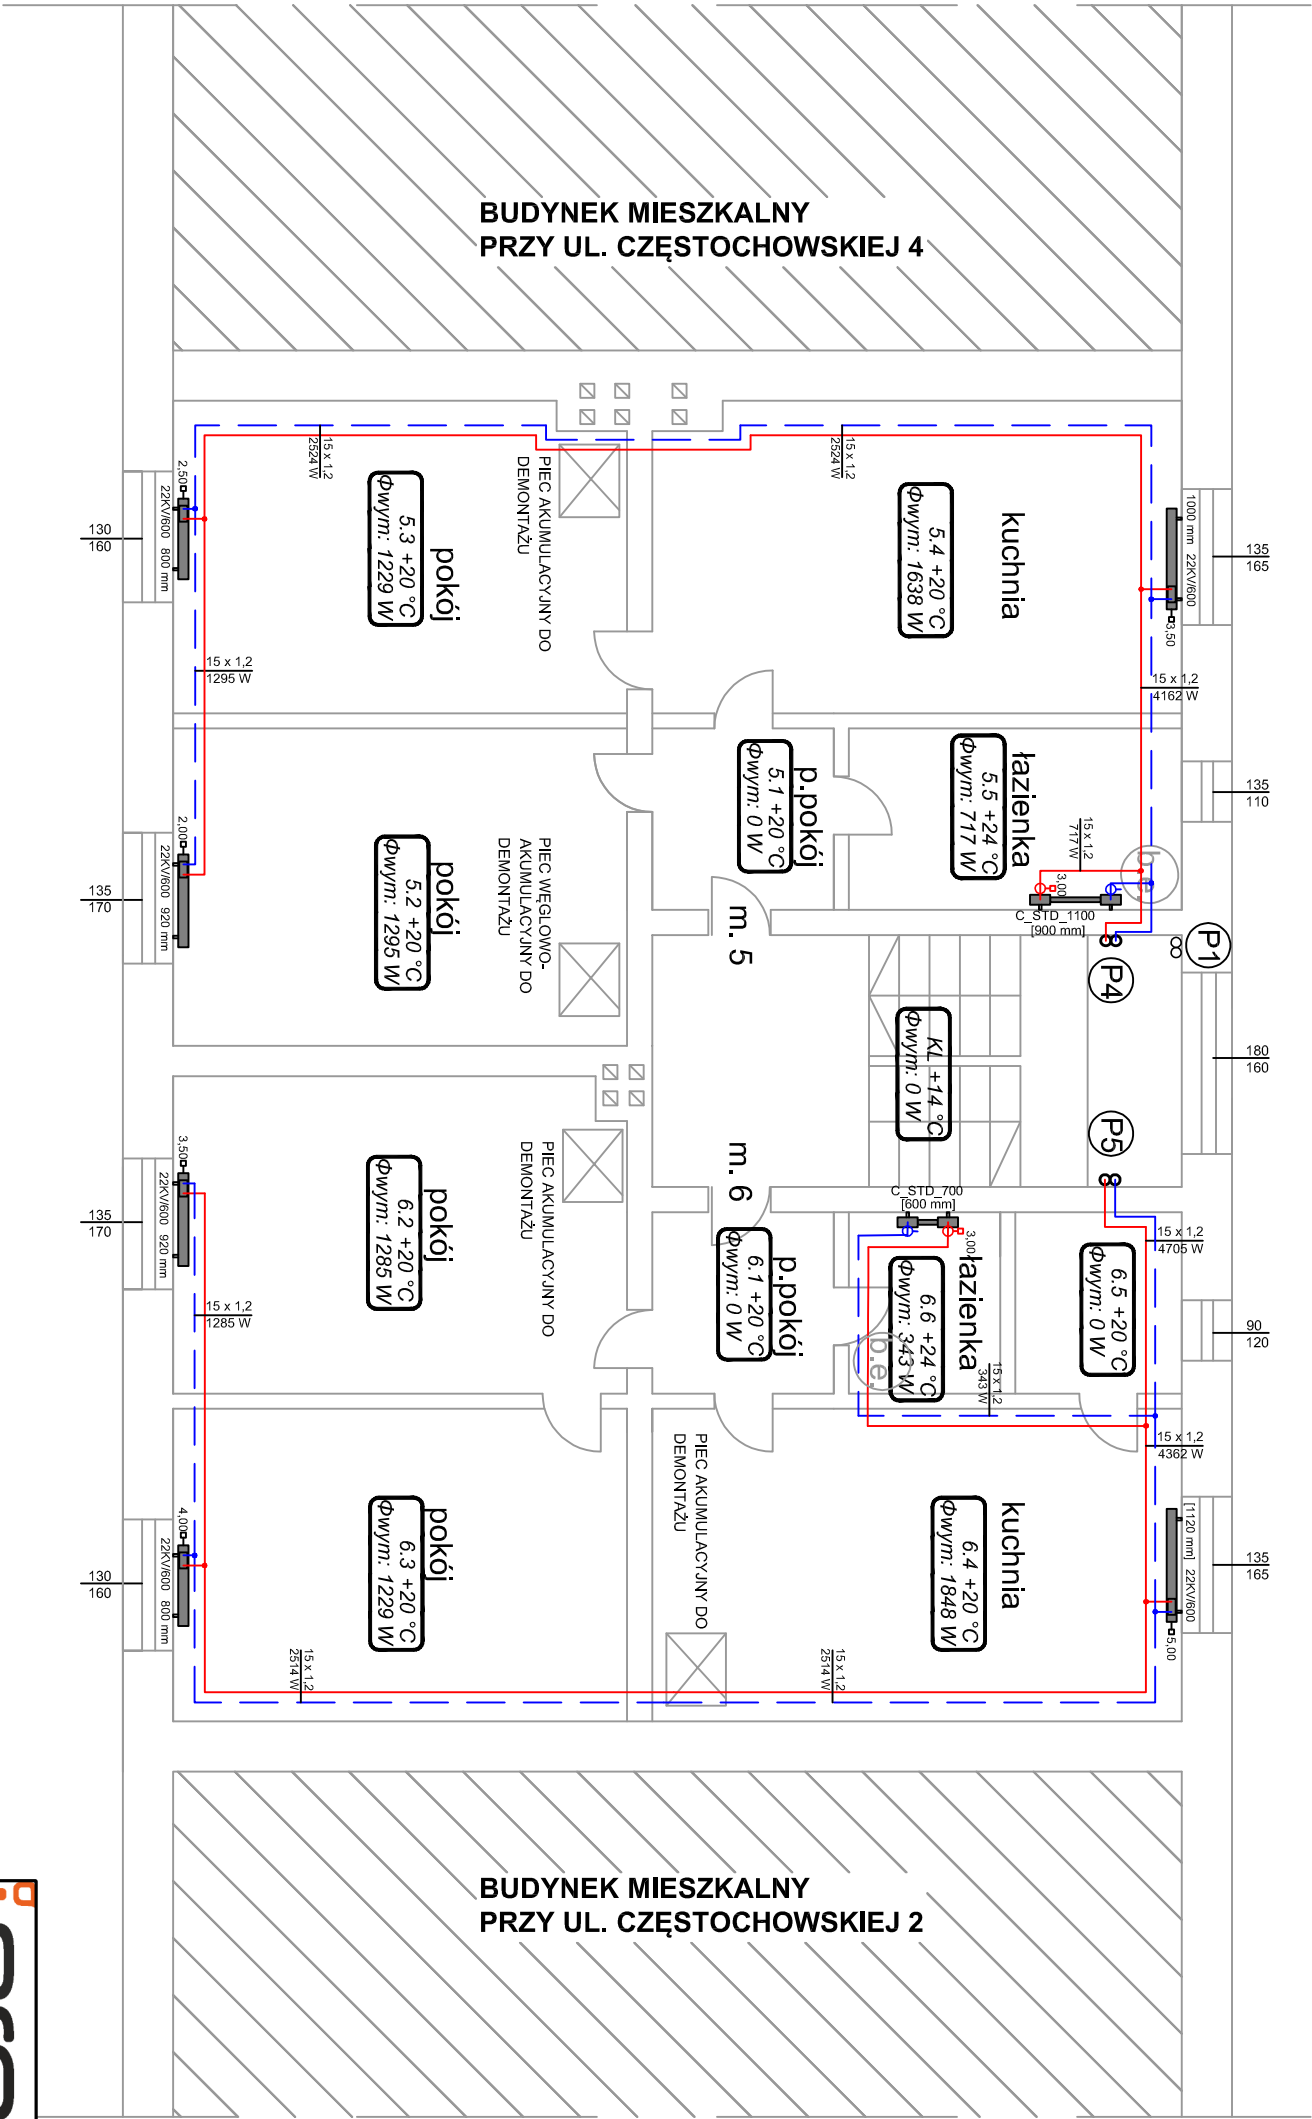 BUDYNEK MIESZKALNY
PRZY UL. CZĘSTOCHOWSKIEJ 4
15 x 1,2
2524 W
15 x 1,2
2524 W
PIEC AKUMULACYJNY DO
DEMONTAŻU
pokój
5.3 +20 °C
Φwym: 1229 W
kuchnia
5.4 +20 °C
Φwym: 1638 W
2,50
22KV/600 800 mm
130
160
1000 mm 22KV/600
3,50
135
165
15 x 1,2
1295 W
15 x 1,2
4162 W
łazienka
5.5 +24 °C
Φwym: 717 W
p.pokój
5.1 +20 °C
Φwym: 0 W
135
110
15 x 1,2
717 W
b.e.
3,00
C_STD_1100
[900 mm]
pokój
5.2 +20 °C
Φwym: 1295 W
PIEC WĘGLOWO-
AKUMULACYJNY DO
DEMONTAŻU
2,00
22KV/600 920 mm
135
170
m. 5
P1
P4
KL +14 °C
Φwym: 0 W
180
160
P5
m. 6
C_STD_700
[600 mm]
3,00
PIEC AKUMULACYJNY DO
DEMONTAŻU
pokój
6.2 +20 °C
Φwym: 1285 W
3,50
22KV/600 920 mm
135
170
15 x 1,2
1285 W
p.pokój
6.1 +20 °C
Φwym: 0 W
łazienka
6.6 +24 °C
Φwym: 343 W
b.e.
15 x 1,2
343 W
6.5 +20 °C
Φwym: 0 W
15 x 1,2
4705 W
90
120
15 x 1,2
4362 W
PIEC AKUMULACYJNY DO
DEMONTAŻU
pokój
6.3 +20 °C
Φwym: 1229 W
kuchnia
6.4 +20 °C
Φwym: 1848 W
4,00
22KV/600 800 mm
130
160
[1120 mm] 22KV/600
5,00
135
165
15 x 1,2
2514 W
15 x 1,2
2514 W
BUDYNEK MIESZKALNY
PRZY UL. CZĘSTOCHOWSKIEJ 2